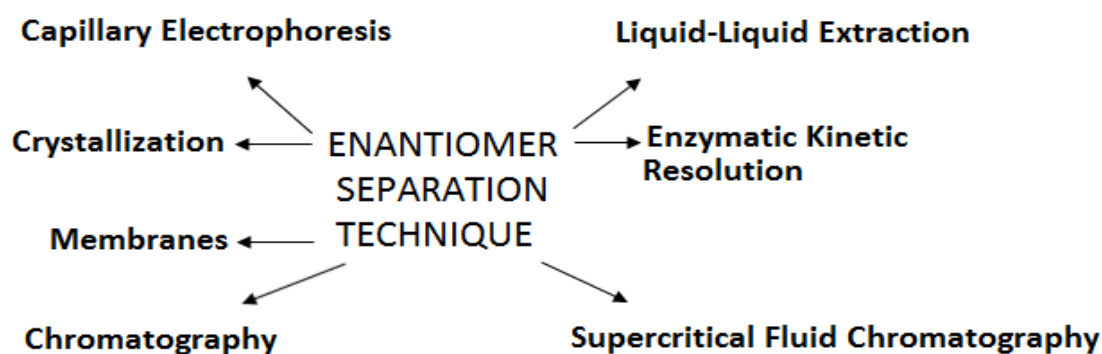 Capillary Electrophoresis
Liquid-Liquid Extraction
Crystallization
ENANTIOMER
SEPARATION
TECHNIQUE
Enzymatic Kinetic
Resolution
Membranes
Chromatography
Supercritical Fluid Chromatography